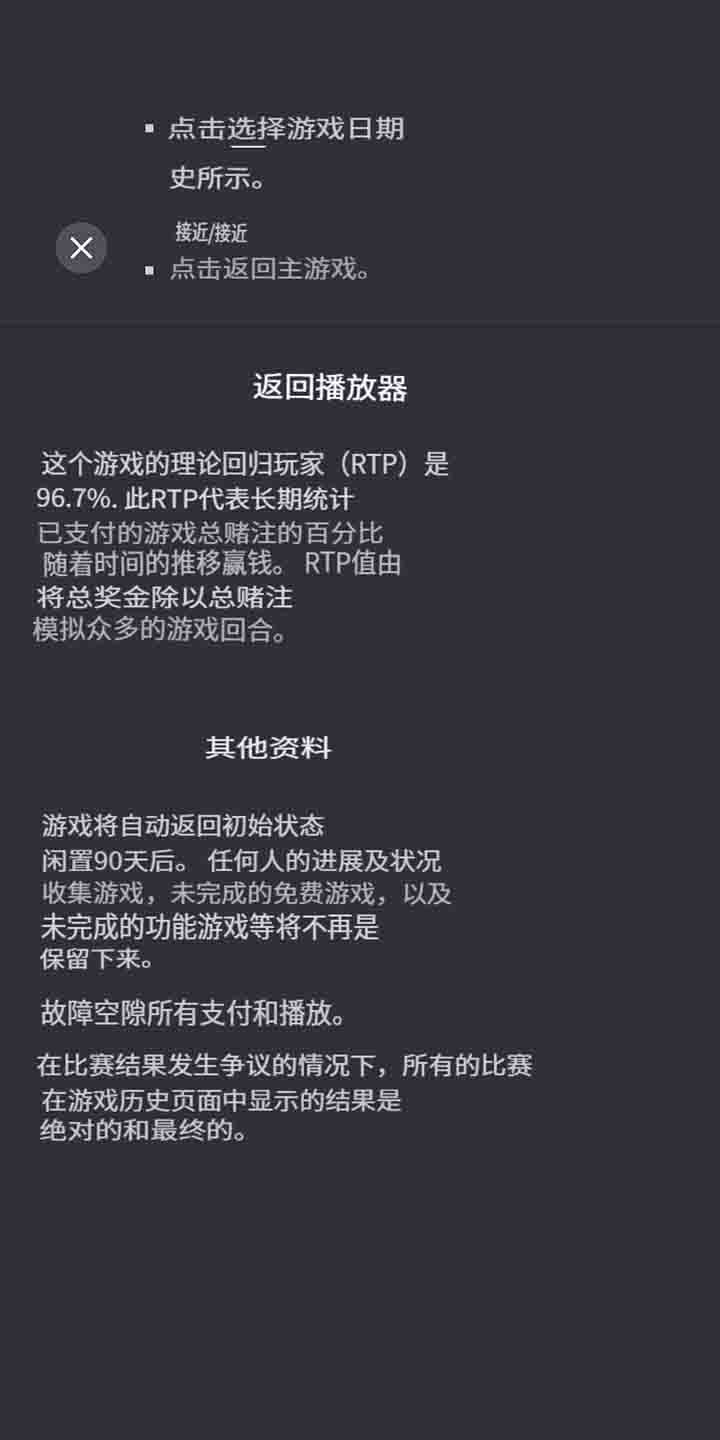 点击选择游戏日期
史所示。
接近/接近
点击返回主游戏。
返回播放器
这个游戏的理论回归玩家（RTP）是
96.7%. 此RTP代表长期统计
已支付的游戏总赌注的百分比
随着时间的推移赢钱。 RTP值由
将总奖金除以总赌注
模拟众多的游戏回合。
其他资料
游戏将自动返回初始状态
闲置90天后。 任何人的进展及状况
收集游戏，未完成的免费游戏，以及
未完成的功能游戏等将不再是
保留下来。
故障空隙所有支付和播放。
在比赛结果发生争议的情况下，所有的比赛
在游戏历史页面中显示的结果是
绝对的和最终的。